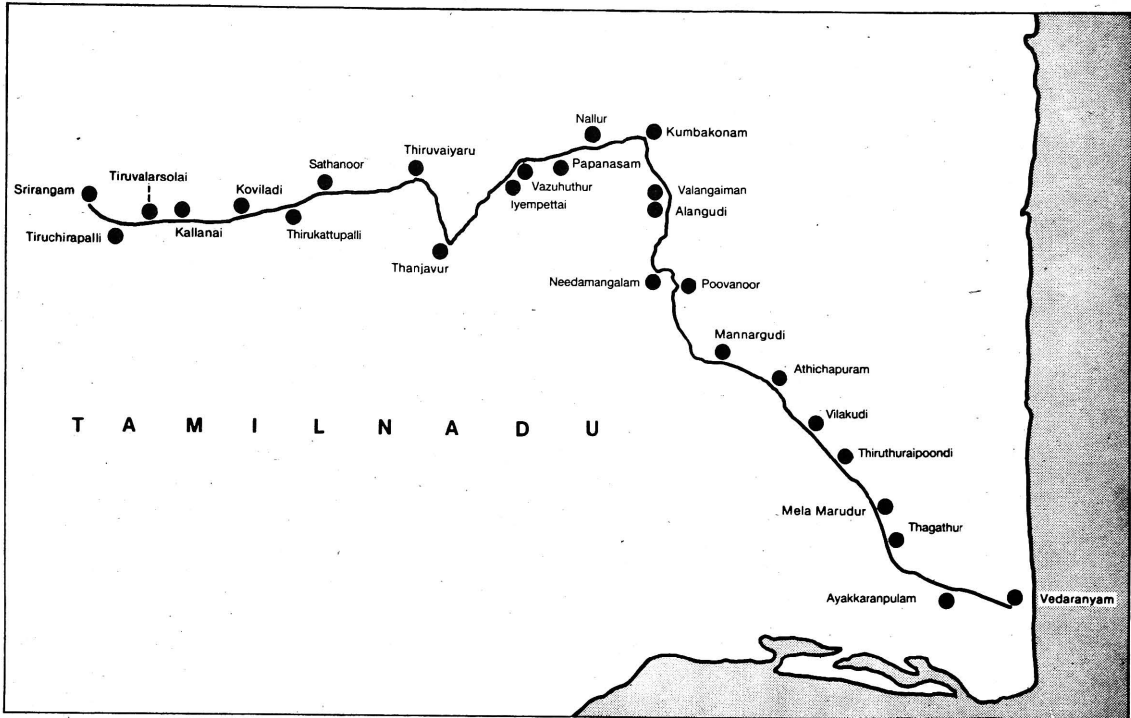 Nallur
Kumbakonam
Thiruvaiyaru
Sathanoor
Papanasam
Tiruvalarsolai
Koviladi
Vazuhuthur
Srirangam
Iyempettai
Valangaiman
Alangudi
Kallanai
Thirukattupalli
Tiruchirapalli
Thanjavur
Needamangalam
Poovanoor
Mannargudi
Athichapuram
Vilakudi
T A M I L N A D U
Thiruthuraipoondi
Mela Marudur
Thagathur
Ayakkaranpulam
Vedaranyam